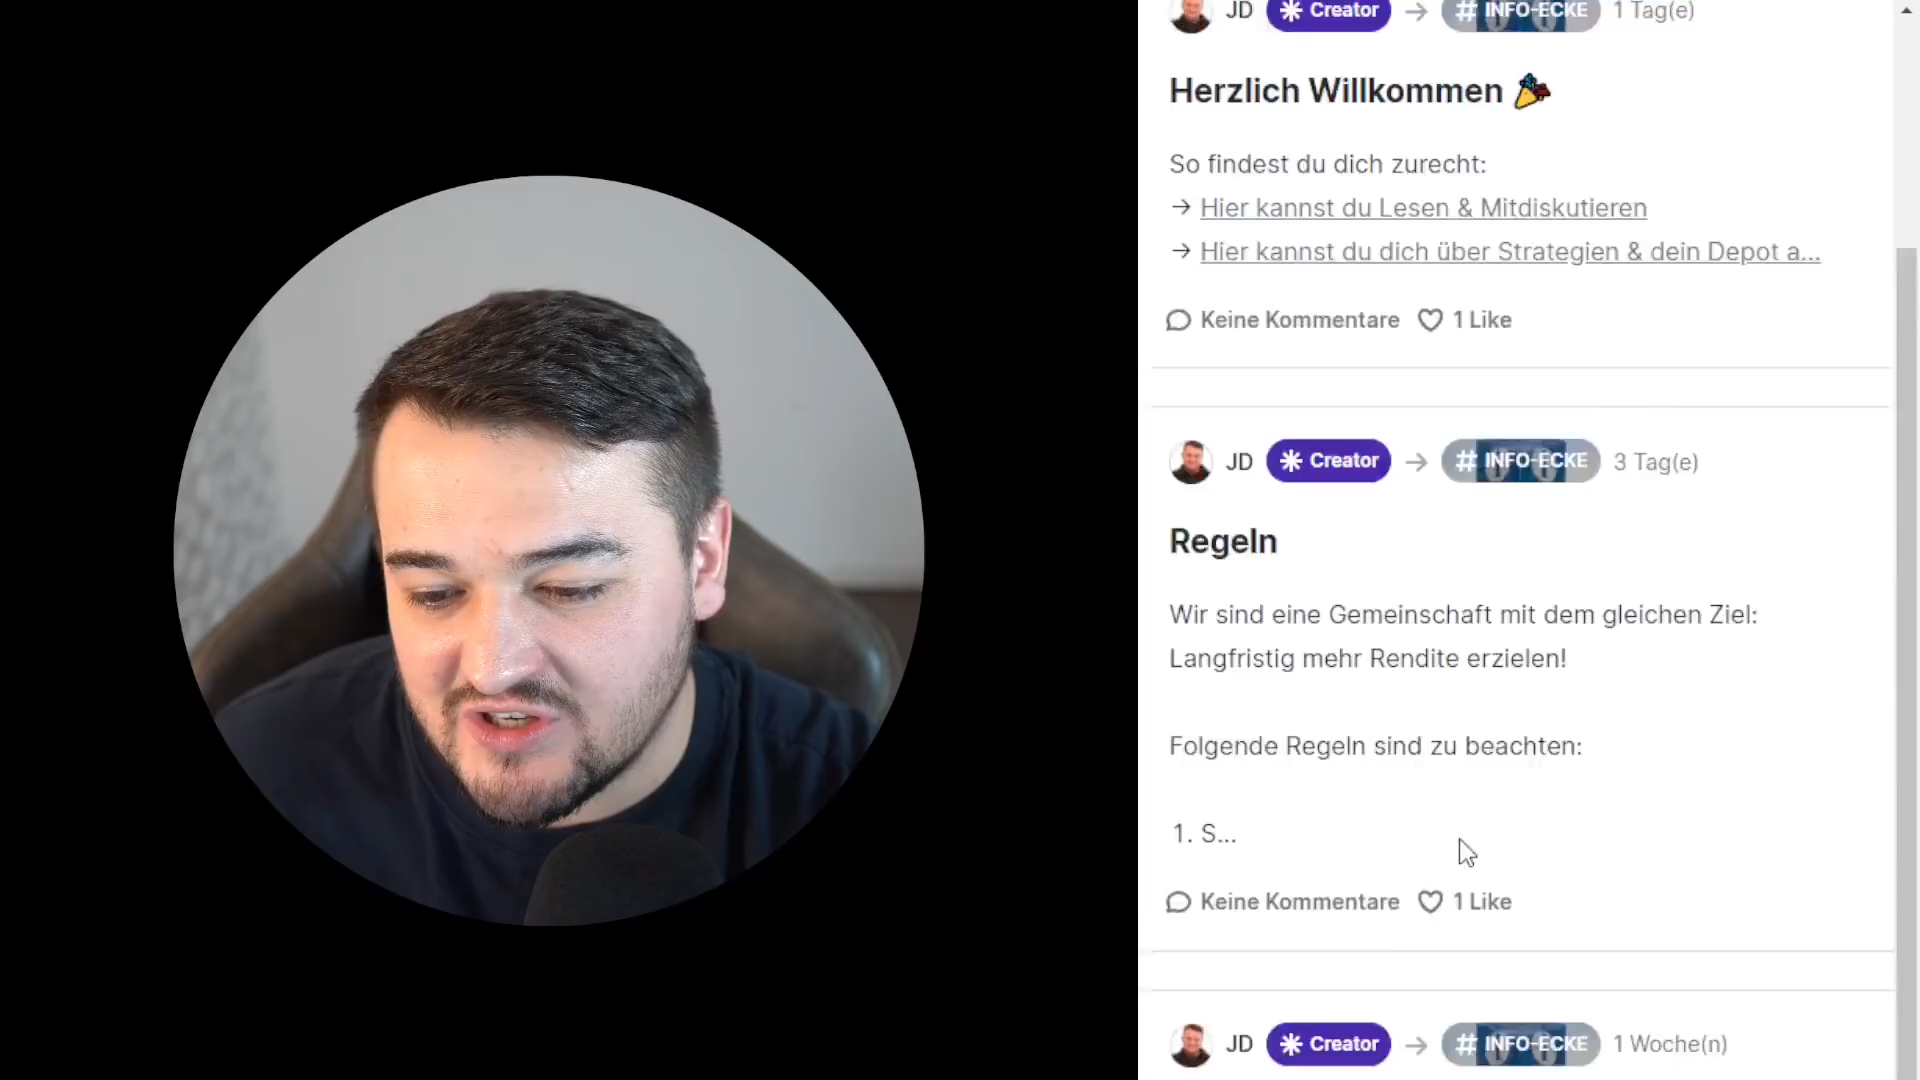 JD Creator → # INFO-ECKE 1 Tag(e)
Herzlich Willkommen
So findest du dich zurecht:
→ Hier kannst du Lesen & Mitdiskutieren
→ Hier kannst du dich über Strategien & dein Depot a...
Keine Kommentare 1 Like
JD Creator → # INFO-ECKE 3 Tag(e)
Regeln
Wir sind eine Gemeinschaft mit dem gleichen Ziel:
Langfristig mehr Rendite erzielen!
Folgende Regeln sind zu beachten:
1. S...
Keine Kommentare 1 Like
JD Creator → # INFO-ECKE 1 Woche(n)